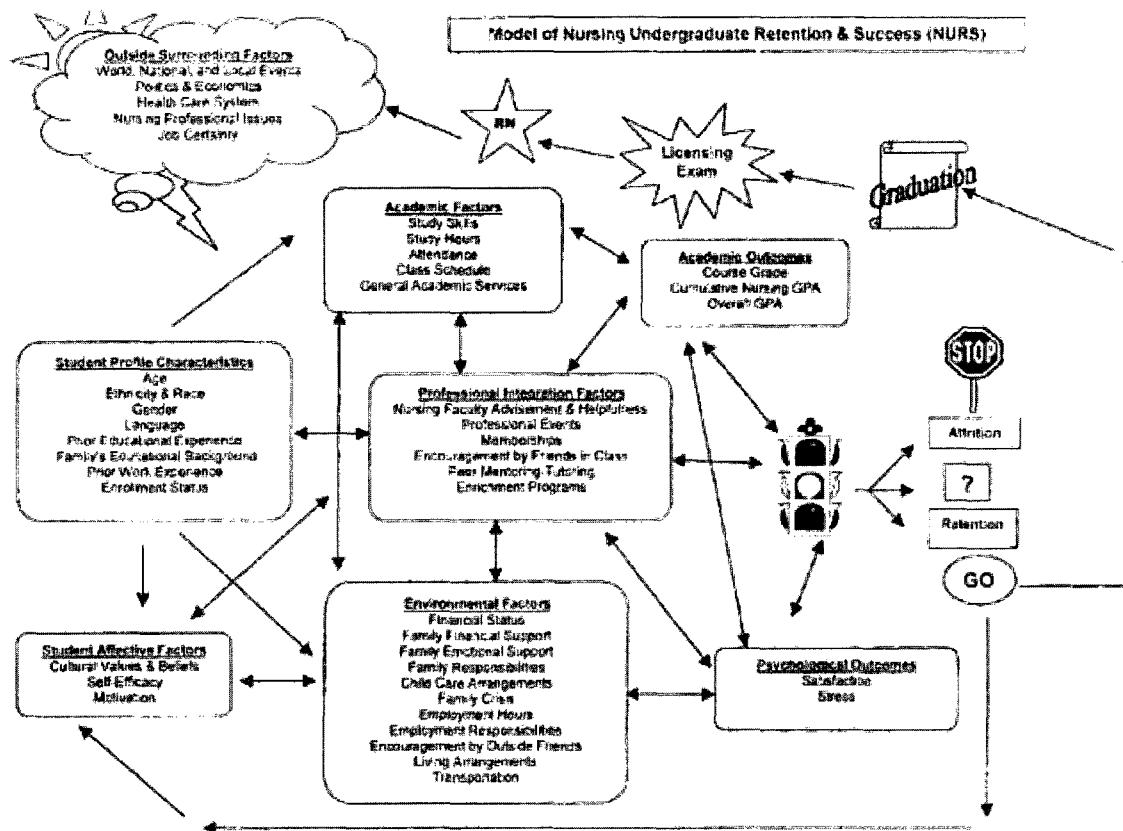 Model of Nursing Undergraduate Retention & Success (NURS)
Outside Surrounding Factors
World, National, and Local Events
Politics & Economics
Health Care System
Nursing Professional Issues
Job Certainty
RN
Licensing
Exam
Graduation
Academic Factors
Study Skills
Study Hours
Attendance
Class Schedule
General Academic Services
Academic Outcomes
Course Grade
Cumulative Nursing GPA
Overall GPA
Student Profile Characteristics
Age
Ethnicity & Race
Gender
Language
Prior Educational Experience
Family's Educational Background
Prior Work Experience
Enrollment Status
Professional Integration Factors
Nursing Faculty Advisement & Helpfulness
Professional Events
Memberships
Encouragement by Friends in Class
Peer Mentoring-Tutoring
Enrichment Programs
STOP
Attrition
?
Retention
GO
Student Affective Factors
Cultural Values & Beliefs
Self-Efficacy
Motivation
Environmental Factors
Financial Status
Family Financial Support
Family Emotional Support
Family Responsibilities
Child Care Arrangements
Family Crisis
Employment Hours
Employment Responsibilities
Encouragement by Outside Friends
Living Arrangements
Transportation
Psychological Outcomes
Satisfaction
Stress